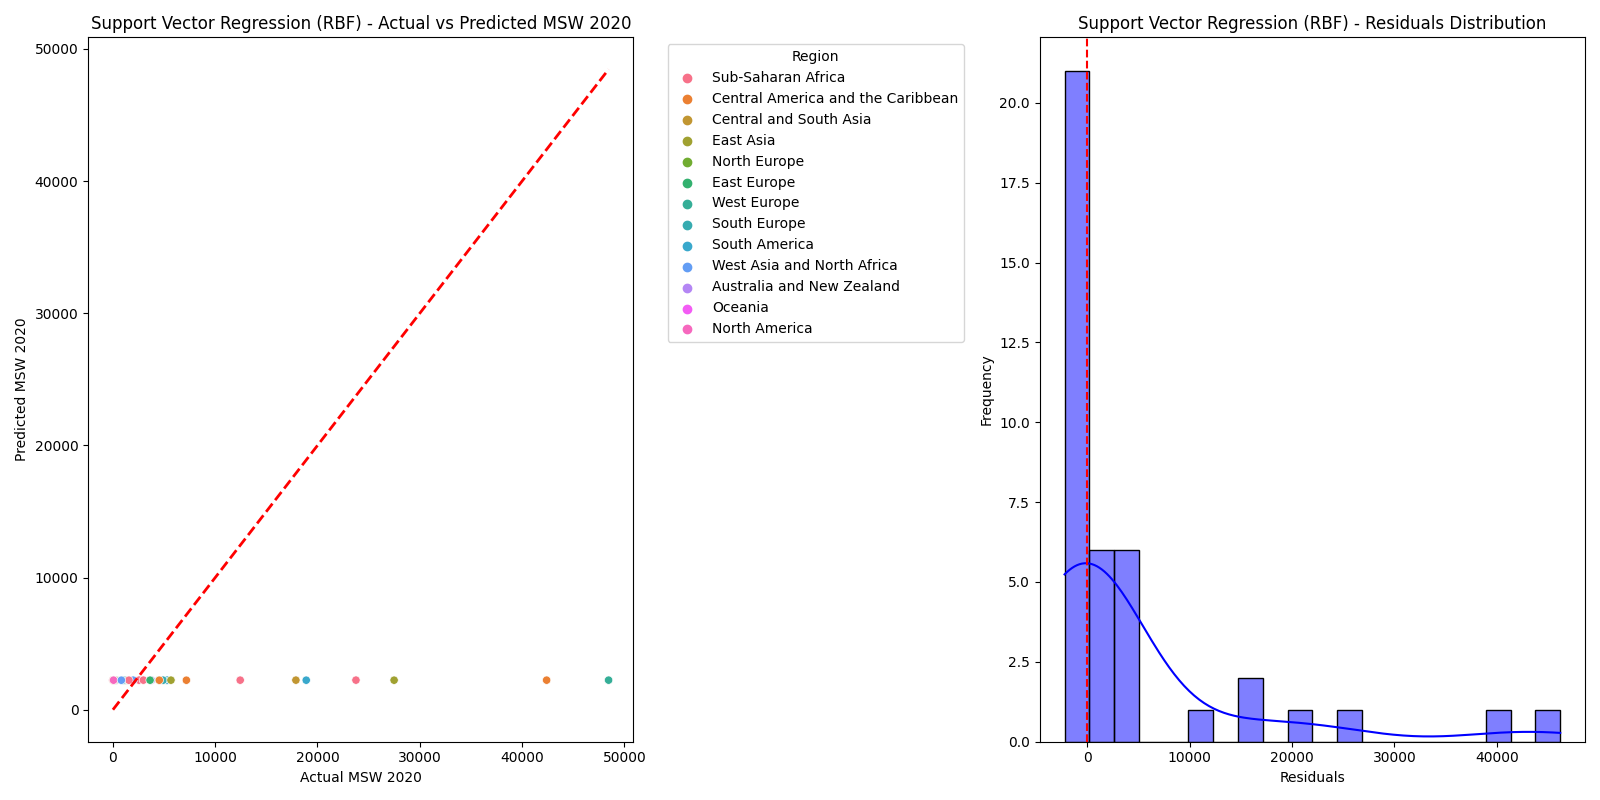 Support Vector Regression (RBF) - Actual vs Predicted MSW 2020
50000
40000
30000
20000
10000
0
Predicted MSW 2020
0
10000
20000
30000
40000
50000
Actual MSW 2020
Region
Sub-Saharan Africa
Central America and the Caribbean
Central and South Asia
East Asia
North Europe
East Europe
West Europe
South Europe
South America
West Asia and North Africa
Australia and New Zealand
Oceania
North America
Support Vector Regression (RBF) - Residuals Distribution
20.0
17.5
15.0
12.5
10.0
7.5
5.0
2.5
0.0
Frequency
0
10000
20000
30000
40000
Residuals